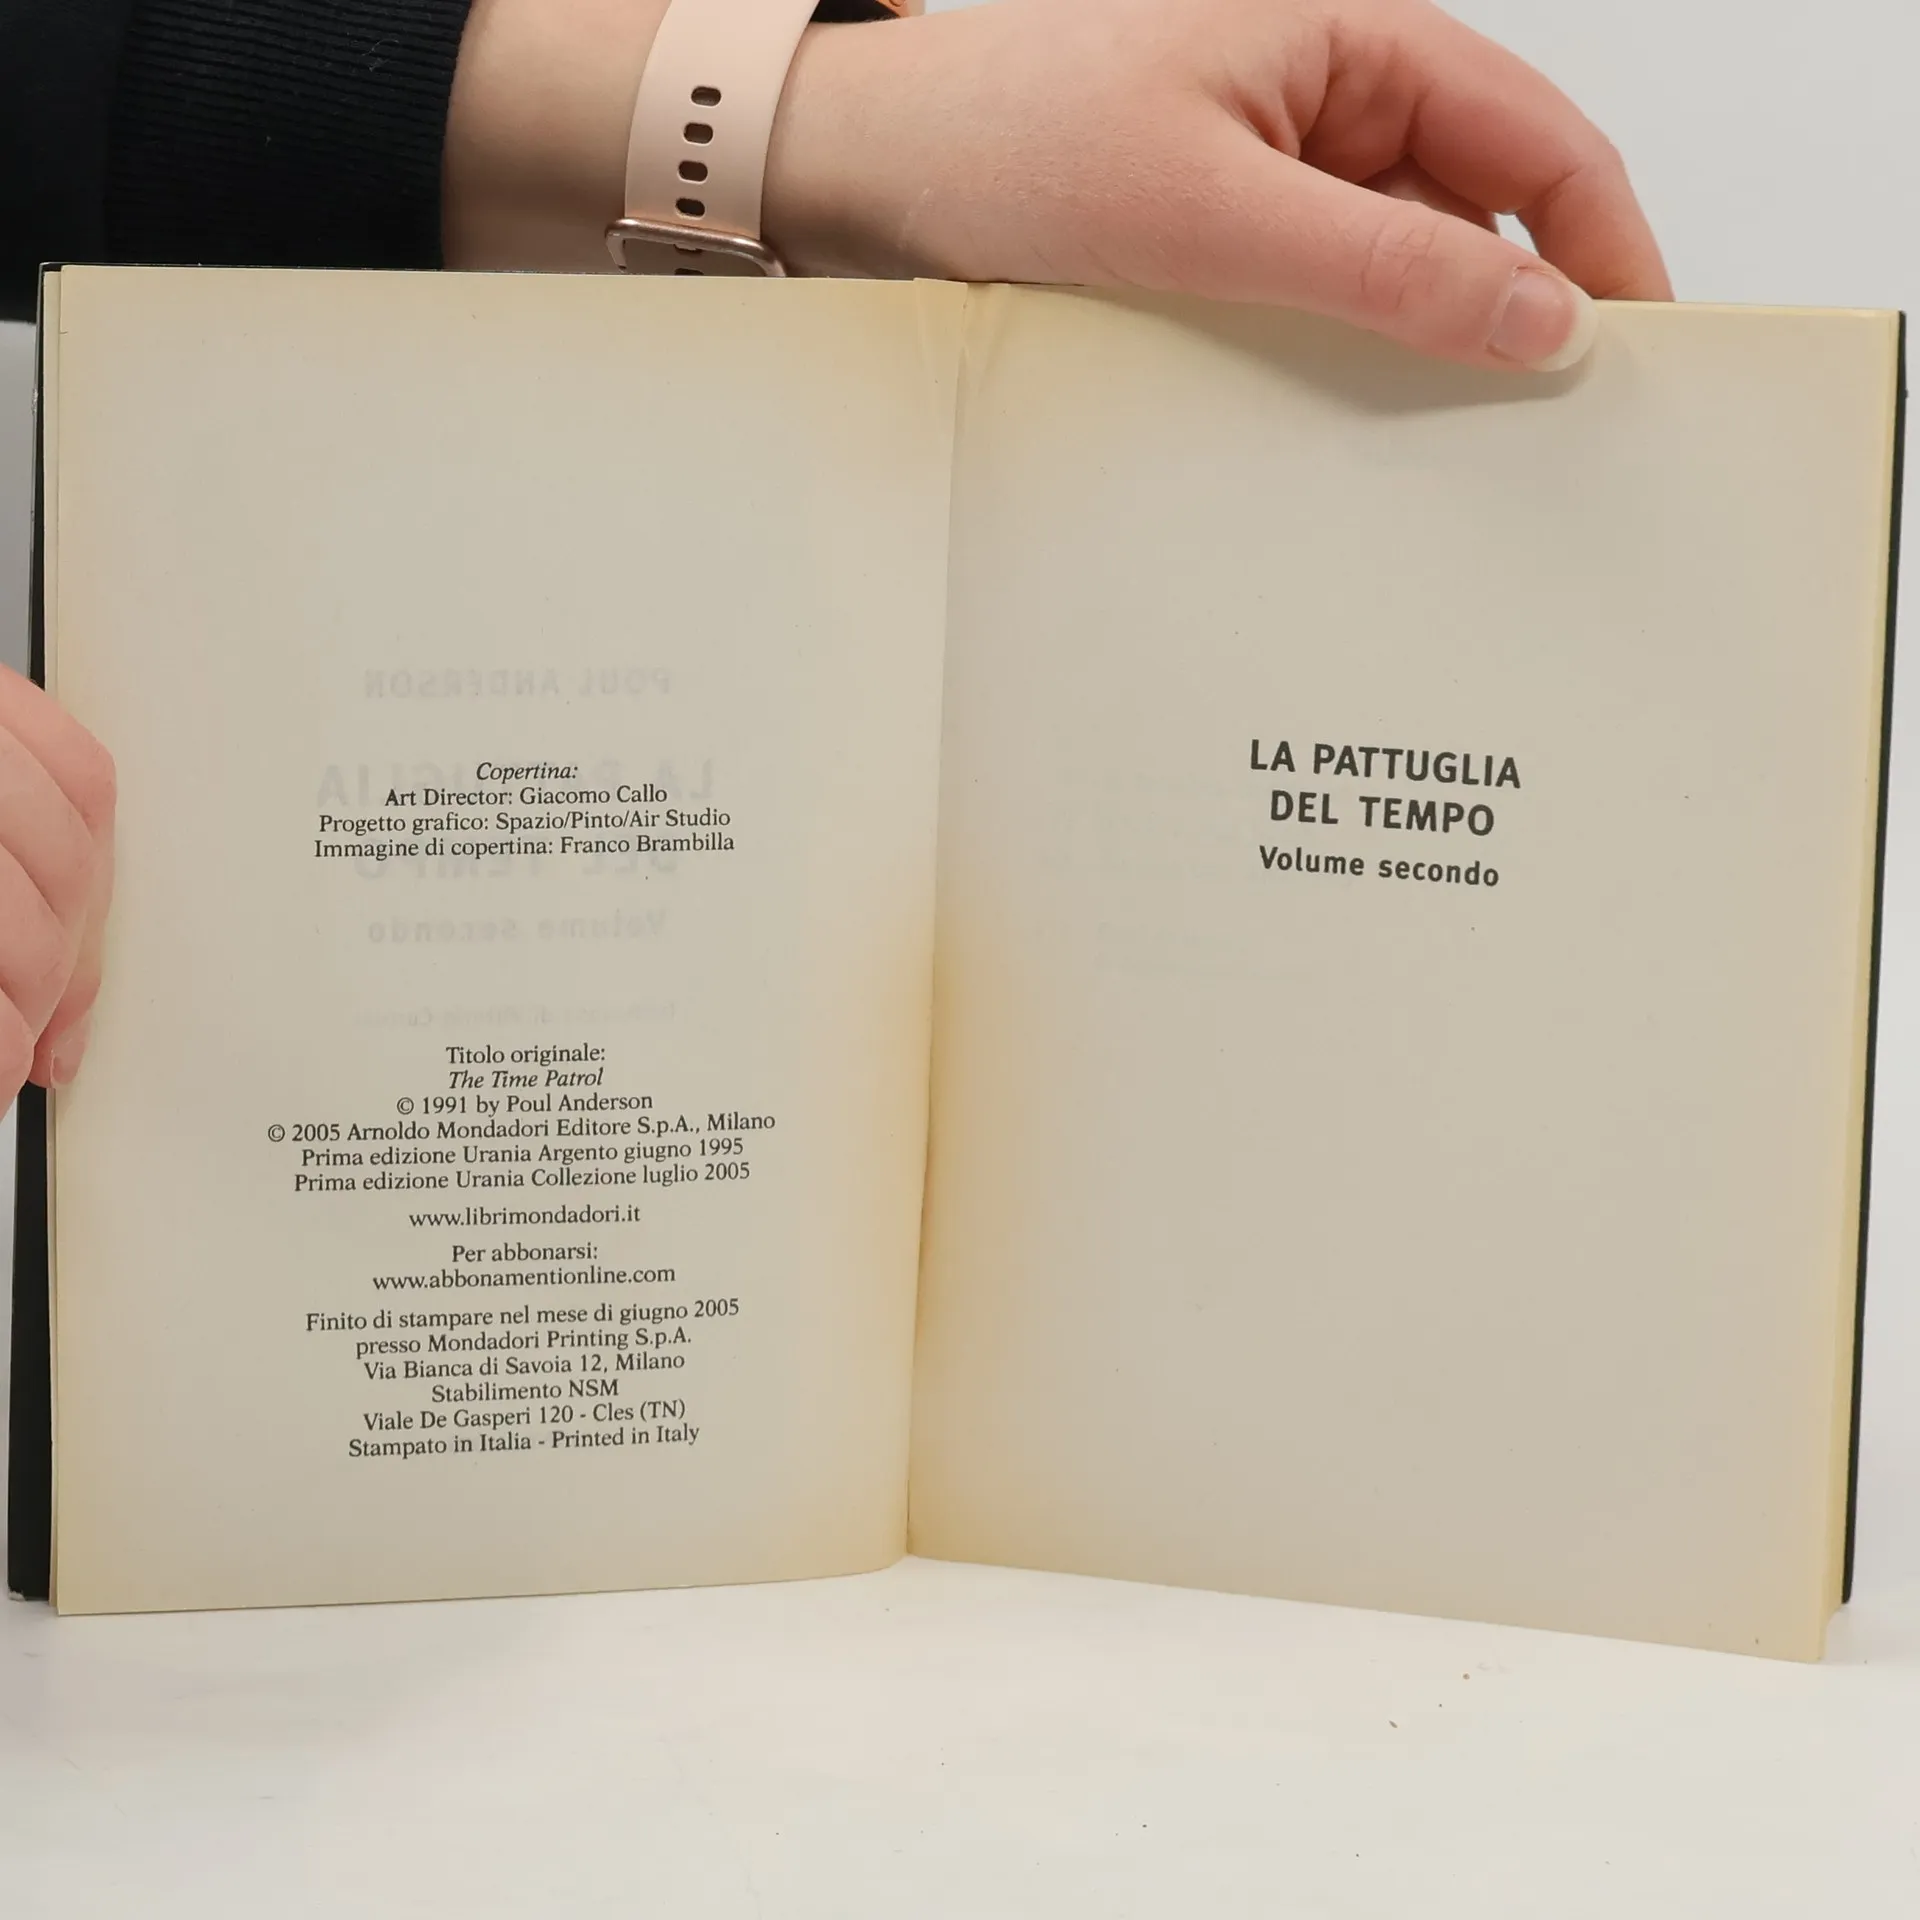 Copertina:
Art Director: Giacomo Callo
Progetto grafico: Spazio/Pinto/Air Studio
Immagine di copertina: Franco Brambilla
Titolo originale:
The Time Patrol
© 1991 by Poul Anderson
© 2005 Arnoldo Mondadori Editore S.p.A., Milano
Prima edizione Urania Argento giugno 1995
Prima edizione Urania Collezione luglio 2005
www.librimondadori.it
Per abbonarsi:
www.abbonamentionline.com
Finito di stampare nel mese di giugno 2005
presso Mondadori Printing S.p.A.
Via Bianca di Savoia 12, Milano
Stabilimento NSM
Viale De Gasperi 120 - Cles (TN)
Stampato in Italia - Printed in Italy
LA PATTUGLIA
DEL TEMPO
Volume secondo